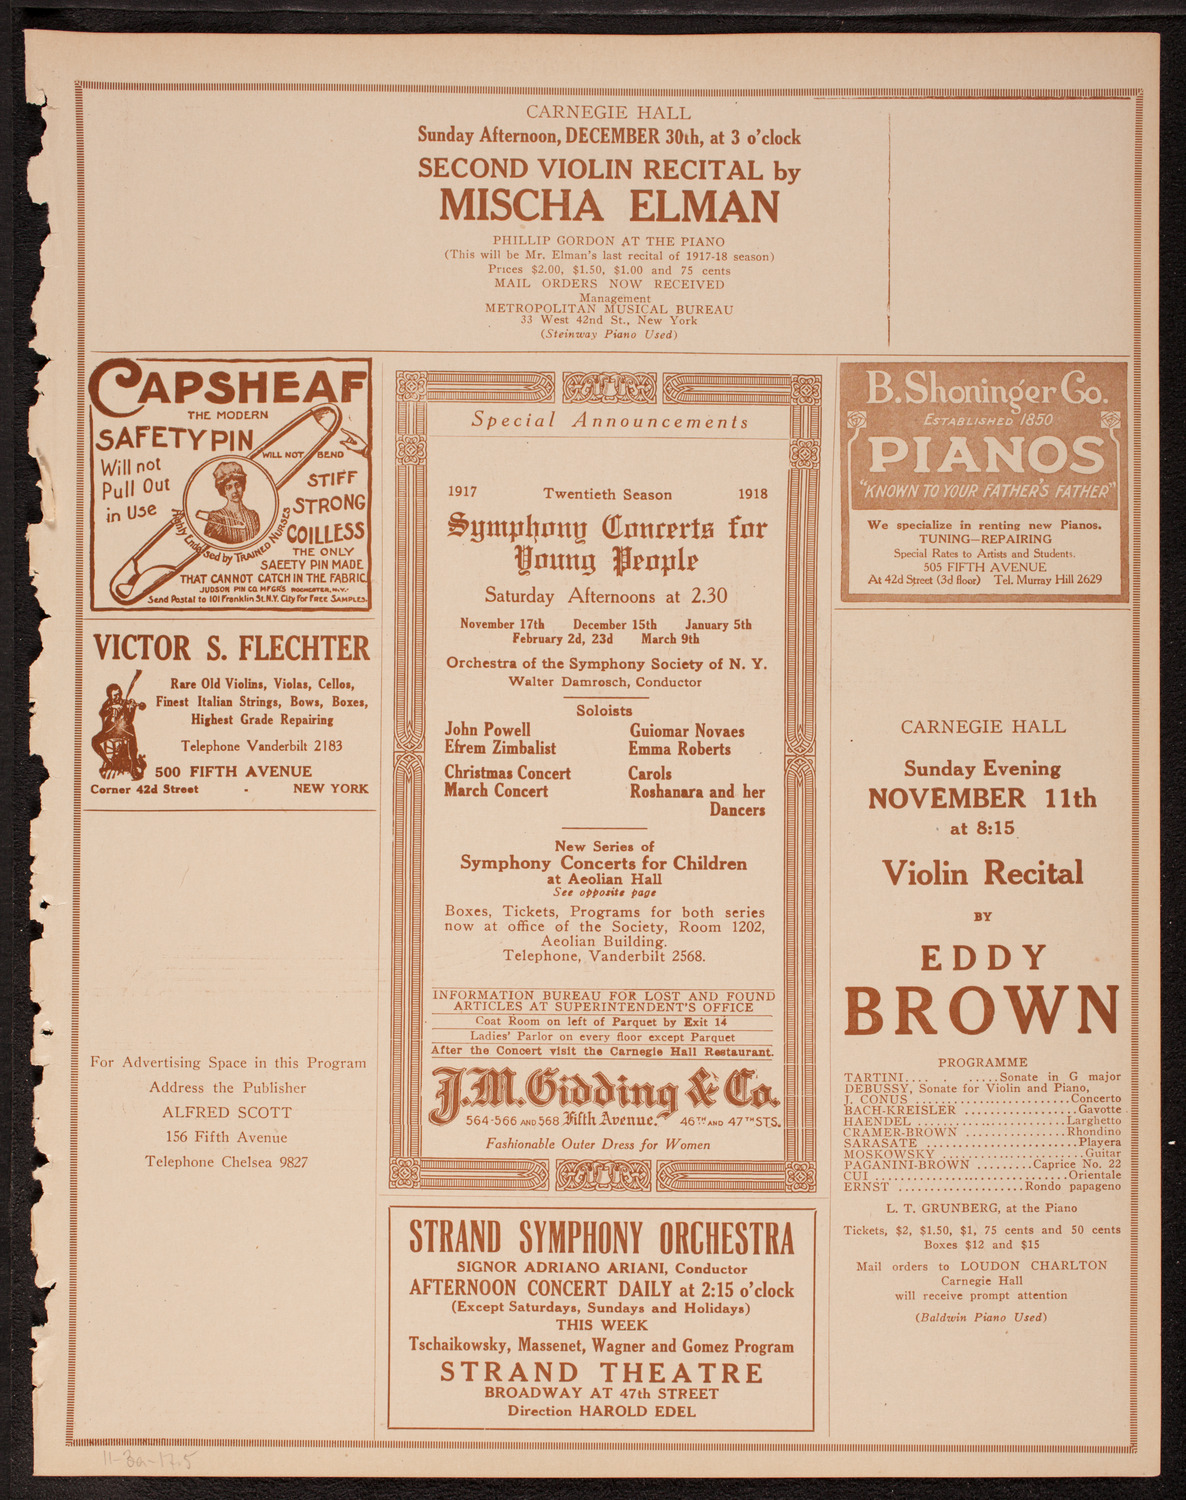 CARNEGIE HALL
Sunday Afternoon, DECEMBER 30th, at 3 o'clock
SECOND VIOLIN RECITAL by
MISCHA ELMAN
PHILLIP GORDON AT THE PIANO
(This will be Mr. Elman's last recital of 1917-18 season)
Prices $2.00, $1.50, $1.00 and 75 cents
MAIL ORDERS NOW RECEIVED
Management
METROPOLITAN MUSICAL BUREAU
33 West 42nd St., New York
(Steinway Piano Used)
CAPSHEAF
THE MODERN
SAFETY PIN
WILL NOT BEND
Will not
Pull Out
in Use
STIFF
STRONG
COILLESS
Highly Endorsed by TRAINED NURSES
THE ONLY
SAFETY PIN MADE
THAT CANNOT CATCH IN THE FABRIC
JUDSON PIN CO. MFGRS ROCHESTER, N.Y.
Send Postal to 101 Franklin St. N.Y. City for FREE SAMPLES.
VICTOR S. FLECHTER
Rare Old Violins, Violas, Cellos,
Finest Italian Strings, Bows, Boxes,
Highest Grade Repairing
Telephone Vanderbilt 2183
500 FIFTH AVENUE
Corner 42d Street - NEW YORK
For Advertising Space in this Program
Address the Publisher
ALFRED SCOTT
156 Fifth Avenue
Telephone Chelsea 9827
Special Announcements
1917 Twentieth Season 1918
Symphony Concerts for
Young People
Saturday Afternoons at 2.30
November 17th December 15th January 5th
February 2d, 23d March 9th
Orchestra of the Symphony Society of N. Y.
Walter Damrosch, Conductor
Soloists
John Powell Guiomar Novaes
Efrem Zimbalist Emma Roberts
Christmas Concert Carols
March Concert Roshanara and her
Dancers
New Series of
Symphony Concerts for Children
at Aeolian Hall
See opposite page
Boxes, Tickets, Programs for both series
now at office of the Society, Room 1202,
Aeolian Building.
Telephone, Vanderbilt 2568.
INFORMATION BUREAU FOR LOST AND FOUND
ARTICLES AT SUPERINTENDENT'S OFFICE
Coat Room on left of Parquet by Exit 14
Ladies' Parlor on every floor except Parquet
After the Concert visit the Carnegie Hall Restaurant.
J.M. Gidding & Co.
564-566 AND 568 Fifth Avenue. 46TH AND 47TH STS.
Fashionable Outer Dress for Women
STRAND SYMPHONY ORCHESTRA
SIGNOR ADRIANO ARIANI, Conductor
AFTERNOON CONCERT DAILY at 2:15 o'clock
(Except Saturdays, Sundays and Holidays)
THIS WEEK
Tschaikowsky, Massenet, Wagner and Gomez Program
STRAND THEATRE
BROADWAY AT 47th STREET
Direction HAROLD EDEL
B. Shoninger Co.
ESTABLISHED 1850
PIANOS
"KNOWN TO YOUR FATHER'S FATHER"
We specialize in renting new Pianos.
TUNING—REPAIRING
Special Rates to Artists and Students.
505 FIFTH AVENUE
At 42d Street (3d floor) Tel. Murray Hill 2629
CARNEGIE HALL
Sunday Evening
NOVEMBER 11th
at 8:15
Violin Recital
BY
EDDY
BROWN
PROGRAMME
TARTINI.... . .....Sonate in G major
DEBUSSY, Sonate for Violin and Piano,
J. CONUS ........................Concerto
BACH-KREISLER .................Gavotte
HAENDEL .......................Larghetto
CRAMER-BROWN ................Rhondino
SARASATE .........................Playera
MOSKOWSKY ......................Guitar
PAGANINI-BROWN .........Caprice No. 22
CUI ..............................Orientale
ERNST ...................Rondo papageno
L. T. GRUNBERG, at the Piano
Tickets, $2, $1.50, $1, 75 cents and 50 cents
Boxes $12 and $15
Mail orders to LOUDON CHARLTON
Carnegie Hall
will receive prompt attention
(Baldwin Piano Used)